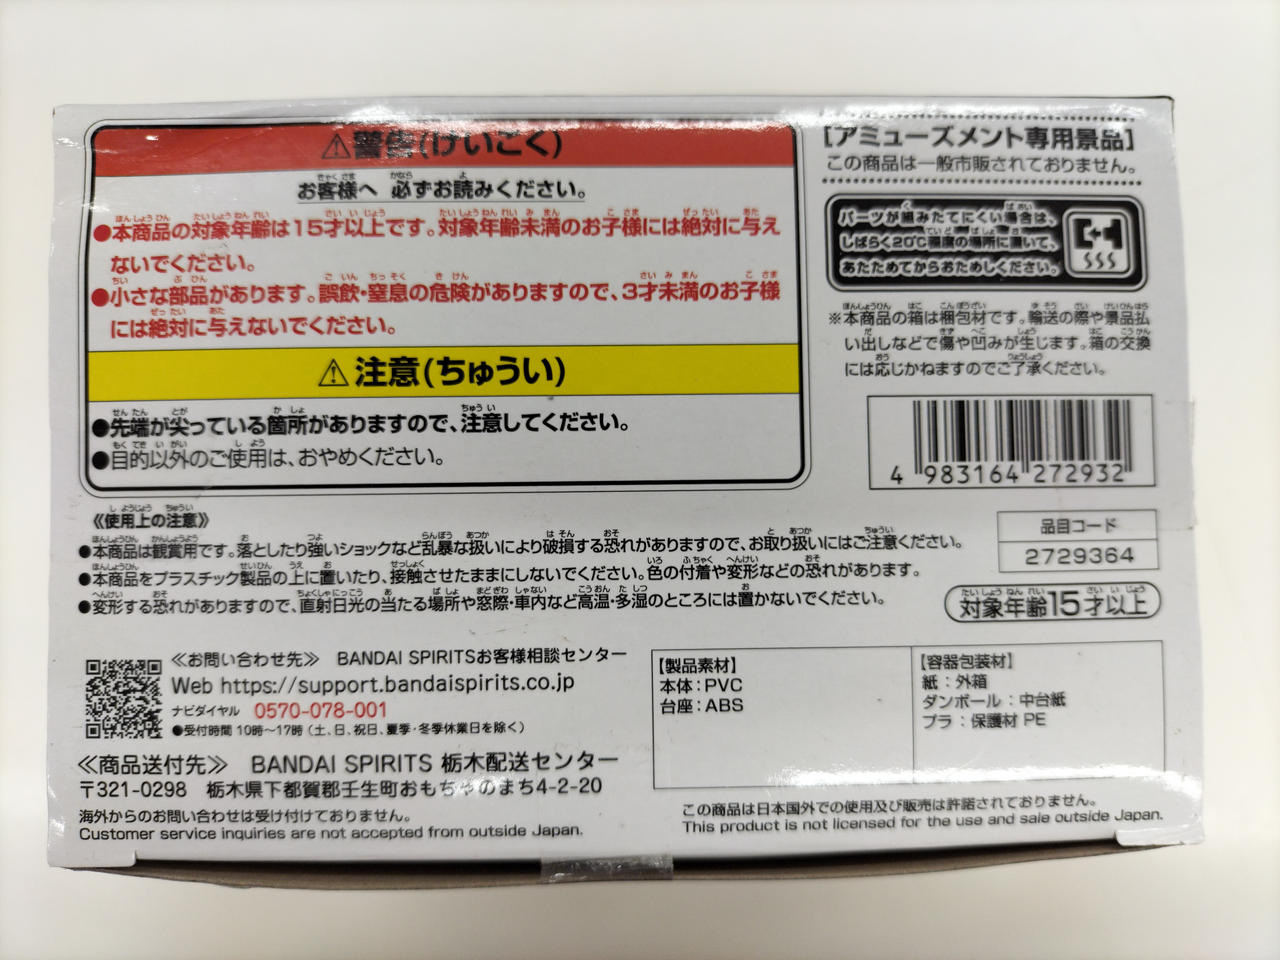 ⚠警告(けいこく)
お客様へ 必ずお読みください。
●本商品の対象年齢は15才以上です。対象年齢未満のお子様には絶対に与え
ないでください。
●小さな部品があります。誤飲・窒息の危険がありますので、3才未満のお子様
には絶対に与えないでください。
⚠注意(ちゅうい)
●先端が尖っている箇所がありますので、注意してください。
●目的以外のご使用は、おやめください。
[アミューズメント専用景品]
この商品は一般市販されておりません。
パーツが組みたてにくい場合は、
しばらく20℃程度の場所に置いて、
あたためてからおためしください。
※本商品の箱は梱包材です。輸送の際や景品払
い出しなどで傷や凹みが生じます。箱の交換
には応じかねますのでご了承ください。
4 983164 272932
品目コード
2729364
対象年齢15才以上
《使用上の注意》
●本商品は観賞用です。落としたり強いショックなど乱暴な扱いにより破損する恐れがありますので、お取り扱いにはご注意ください。
●本商品をプラスチック製品の上に置いたり、接触させたままにしないでください。色の付着や変形などの恐れがあります。
●変形する恐れがありますので、直射日光の当たる場所や窓際・車内など高温・多湿のところには置かないでください。
≪お問い合わせ先≫ BANDAI SPIRITSお客様相談センター
Web https://support.bandaispirits.co.jp
ナビダイヤル 0570-078-001
●受付時間 10時～17時 (土、日、祝日、夏季・冬季休業日を除く)
≪商品送付先≫ BANDAI SPIRITS 栃木配送センター
〒321-0298 栃木県下都賀郡壬生町おもちゃのまち4-2-20
海外からのお問い合わせは受け付けておりません。
Customer service inquiries are not accepted from outside Japan.
【製品素材】
本体:PVC
台座:ABS
【容器包装材】
紙:外箱
ダンボール:中台紙
プラ:保護材 PE
この商品は日本国外での使用及び販売は許諾されておりません。
This product is not licensed for the use and sale outside Japan.